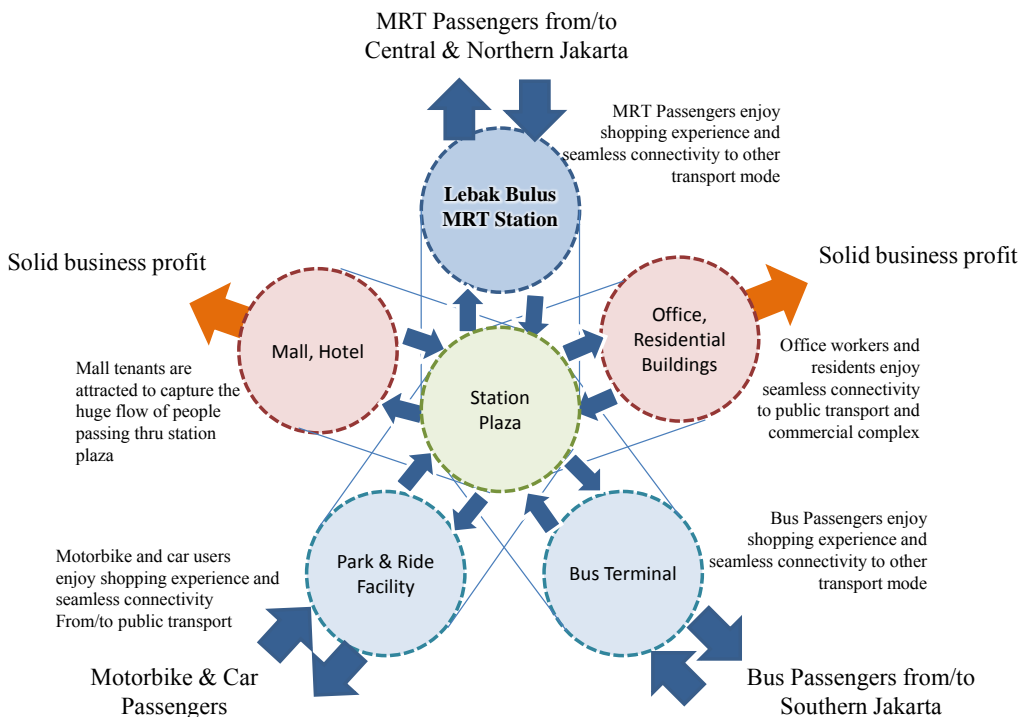 MRT Passengers from/to
Central & Northern Jakarta
MRT Passengers enjoy
shopping experience and
seamless connectivity to other
transport mode
Lebak Bulus
MRT Station
Solid business profit
Solid business profit
Mall, Hotel
Office,
Residential
Buildings
Mall tenants are
attracted to capture the
huge flow of people
passing thru station
plaza
Station
Plaza
Office workers and
residents enjoy
seamless connectivity
to public transport and
commercial complex
Motorbike and car users
enjoy shopping experience and
seamless connectivity
From/to public transport
Park & Ride
Facility
Bus Terminal
Bus Passengers enjoy
shopping experience and
seamless connectivity to other
transport mode
Motorbike & Car
Passengers
Bus Passengers from/to
Southern Jakarta